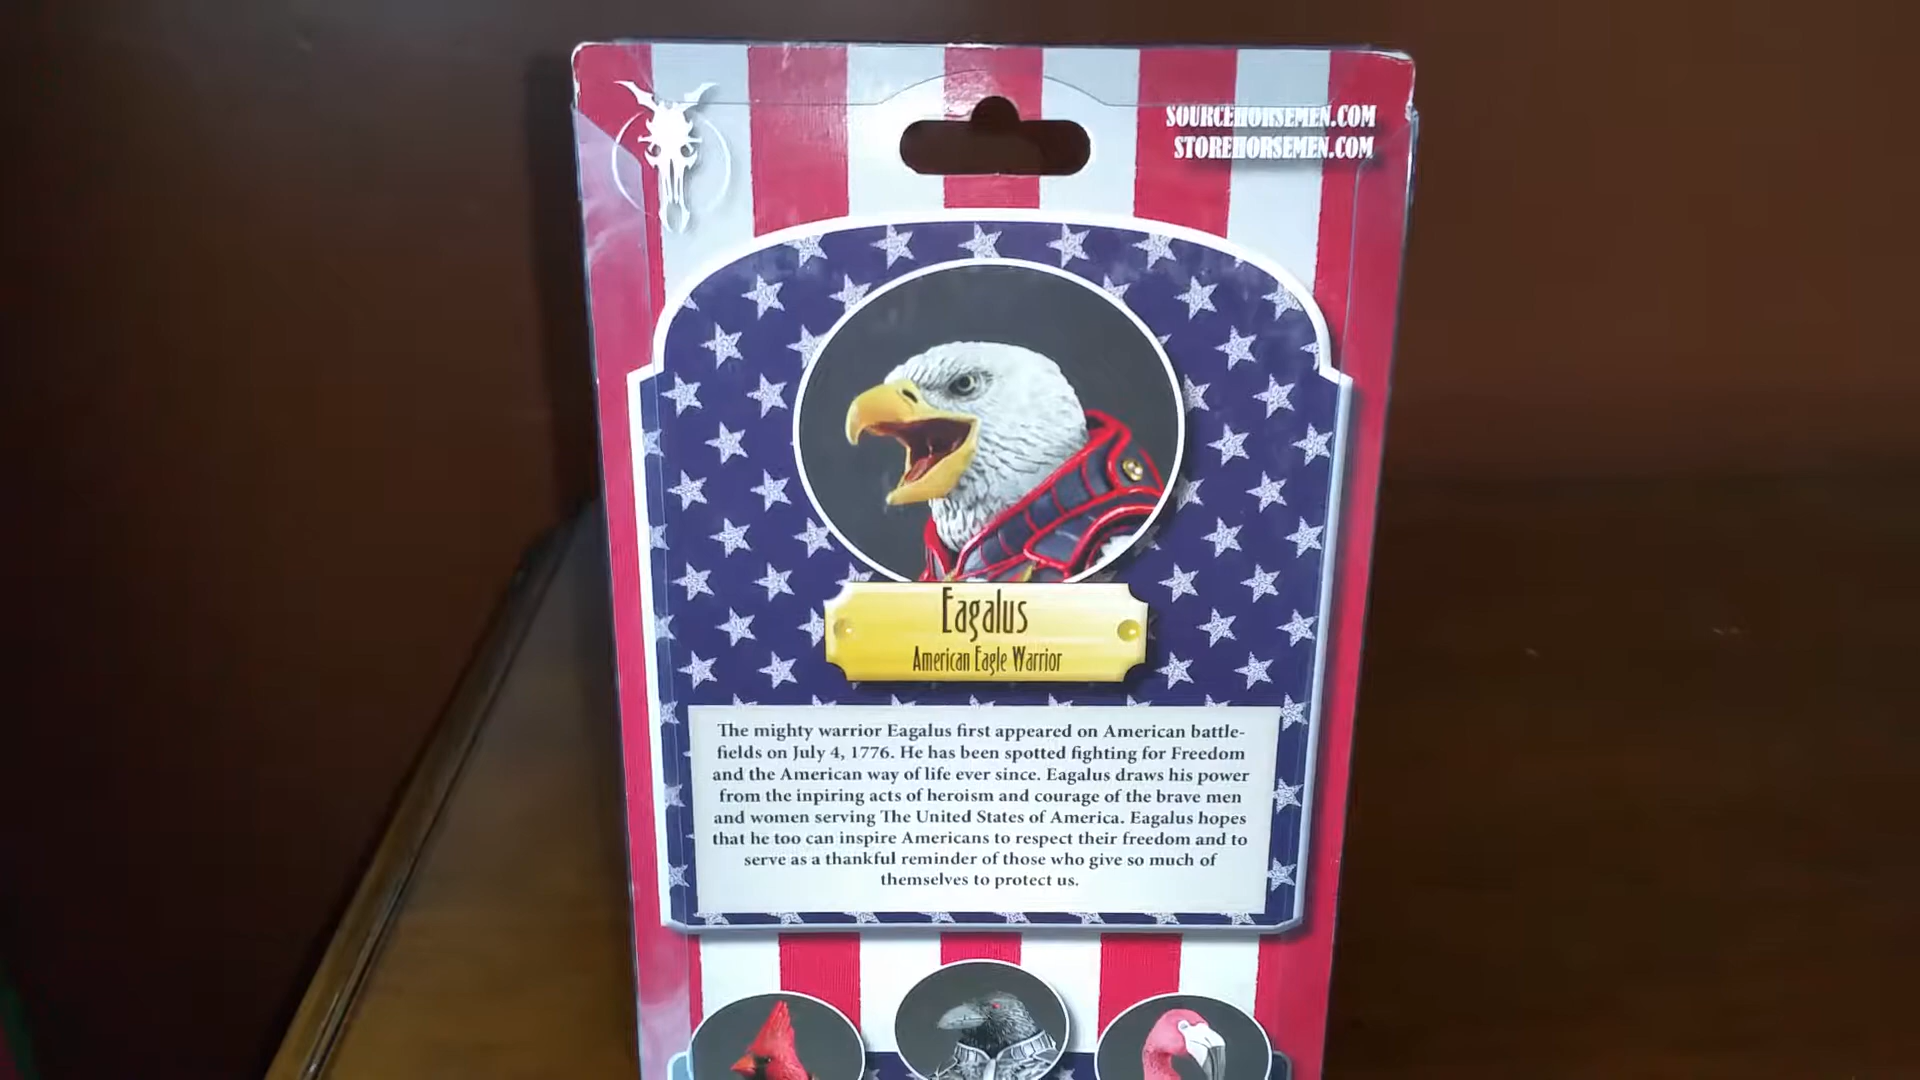 SOURCEHORSEMEN.COM
STOREHORSEMEN.COM
Eagalus
American Eagle Warrior
The mighty warrior Eagalus first appeared on American battle-
fields on July 4, 1776. He has been spotted fighting for Freedom
and the American way of life ever since. Eagalus draws his power
from the inpiring acts of heroism and courage of the brave men
and women serving The United States of America. Eagalus hopes
that he too can inspire Americans to respect their freedom and to
serve as a thankful reminder of those who give so much of
themselves to protect us.